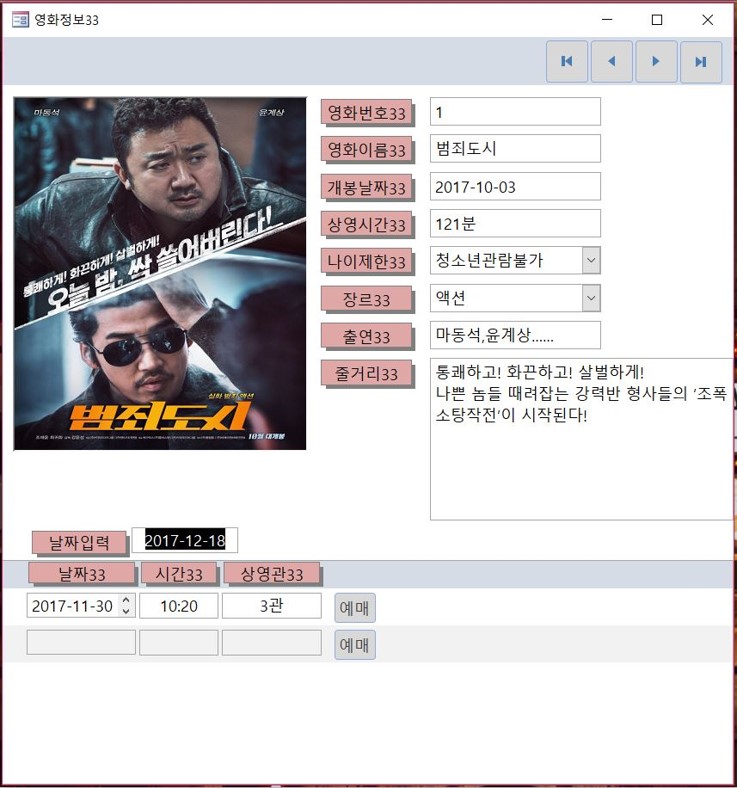 영화정보33
마동석 윤계상
통쾌하게! 화끈하게! 살벌하게!
오늘 밤, 싹 쓸어버린다!
실화 범죄 액션
범죄도시
10월 대개봉
영화번호33 1
영화이름33 범죄도시
개봉날짜33 2017-10-03
상영시간33 121분
나이제한33 청소년관람불가
장르33 액션
출연33 마동석,윤계상......
줄거리33 통쾌하고! 화끈하고! 살벌하게!
나쁜 놈들 때려잡는 강력반 형사들의 ‘조폭
소탕작전’이 시작된다!
날짜입력 2017-12-18
날짜33 시간33 상영관33
2017-11-30 10:20 3관 예매
예매